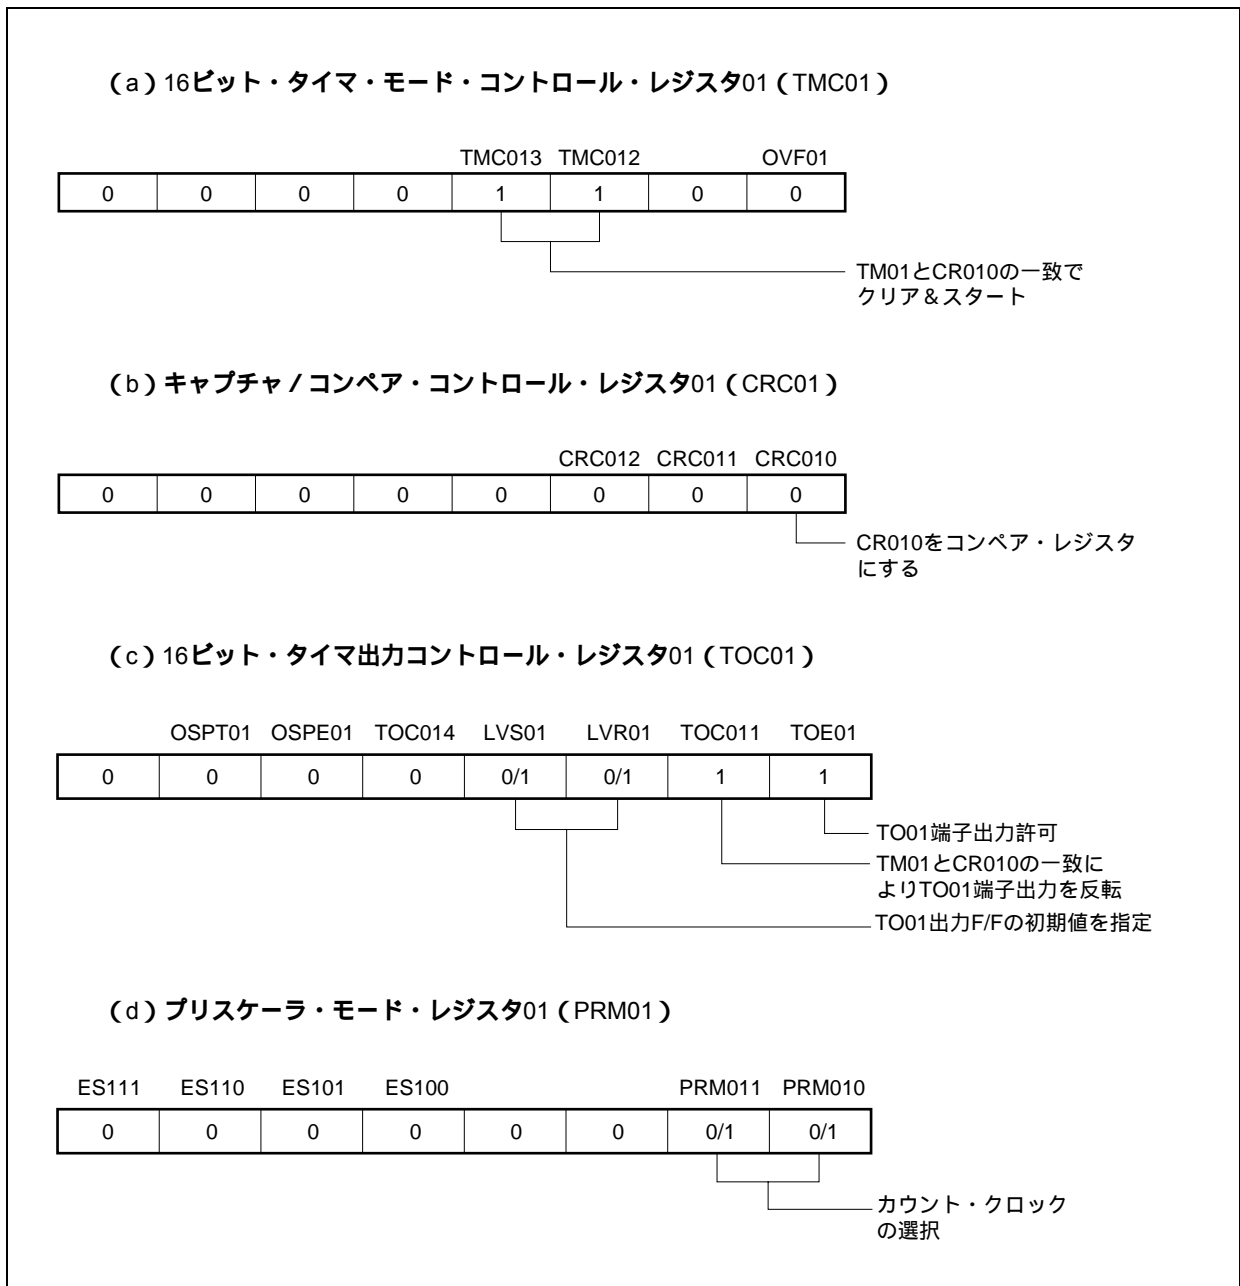 （a）16ビット・タイマ・モード・コントロール・レジスタ01（TMC01）
TMC013 TMC012 OVF01
0 0 0 0 1 1 0 0
TM01とCR010の一致で
クリア＆スタート
（b）キャプチャ／コンペア・コントロール・レジスタ01（CRC01）
CRC012 CRC011 CRC010
0 0 0 0 0 0 0 0
CR010をコンペア・レジスタ
にする
（c）16ビット・タイマ出力コントロール・レジスタ01（TOC01）
OSPT01 OSPE01 TOC014 LVS01 LVR01 TOC011 TOE01
0 0 0 0 0/1 0/1 1 1
TO01端子出力許可
TM01とCR010の一致に
よりTO01端子出力を反転
TO01出力F/Fの初期値を指定
（d）プリスケーラ・モード・レジスタ01（PRM01）
ES111 ES110 ES101 ES100 PRM011 PRM010
0 0 0 0 0 0 0/1 0/1
カウント・クロック
の選択